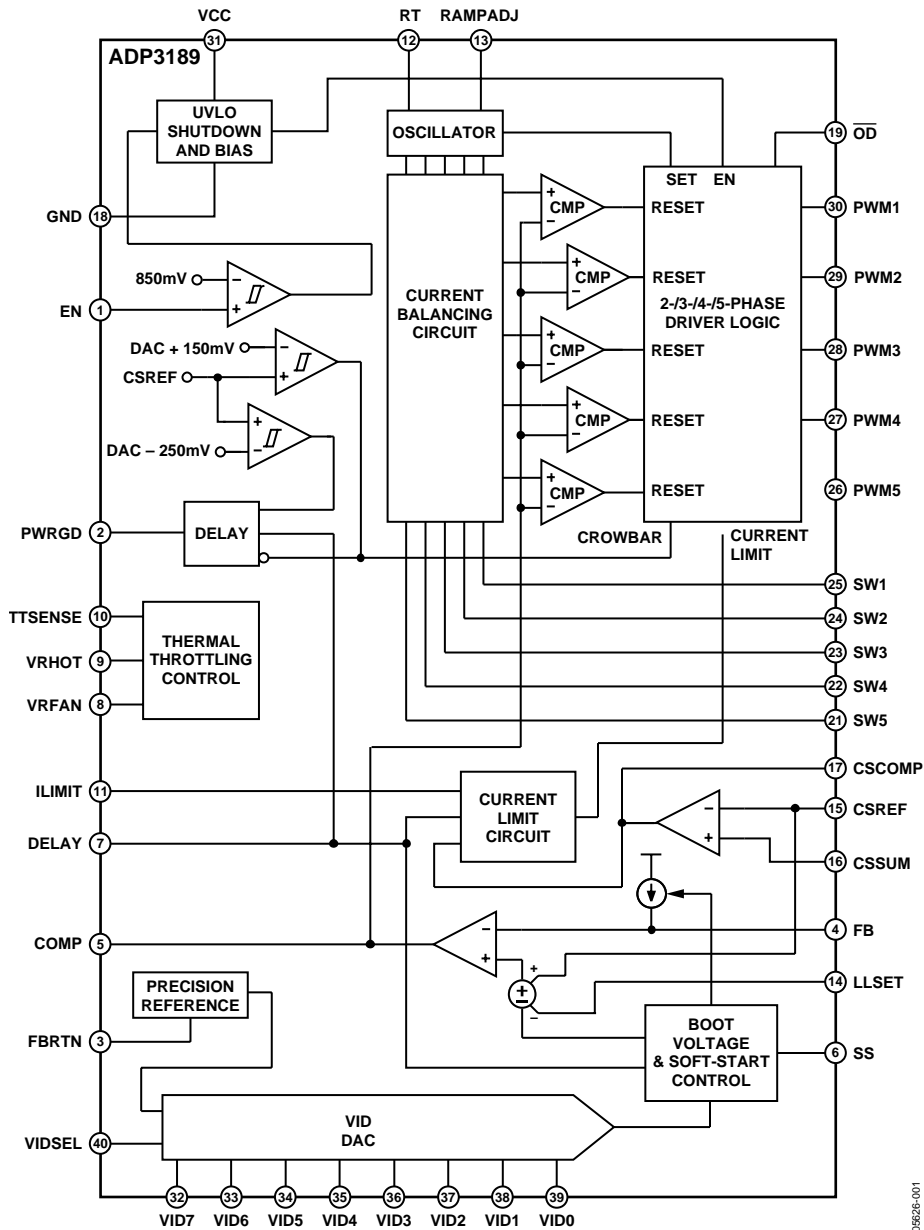 VCC
RT
RAMPADJ
31
12
13
ADP3189
UVLO
SHUTDOWN
AND BIAS
OSCILLATOR
19 OD
SET EN
GND 18
CMP
RESET
30 PWM1
850mV
EN 1
CMP
RESET
29 PWM2
CURRENT
BALANCING
CIRCUIT
2-/3-/4-/5-PHASE
DRIVER LOGIC
DAC + 150mV
CSREF
CMP
RESET
28 PWM3
DAC – 250mV
CMP
RESET
27 PWM4
CMP
RESET
26 PWM5
PWRGD 2
DELAY
CROWBAR
CURRENT
LIMIT
25 SW1
24 SW2
23 SW3
22 SW4
21 SW5
TTSENSE 10
VRHOT 9
VRFAN 8
THERMAL
THROTTLING
CONTROL
ILIMIT 11
DELAY 7
CURRENT
LIMIT
CIRCUIT
17 CSCOMP
15 CSREF
16 CSSUM
COMP 5
4 FB
14 LLSET
PRECISION
REFERENCE
FBRTN 3
BOOT
VOLTAGE
& SOFT-START
CONTROL
6 SS
VIDSEL 40
VID
DAC
32 33 34 35 36 37 38 39
VID7 VID6 VID5 VID4 VID3 VID2 VID1 VID0
05626-001